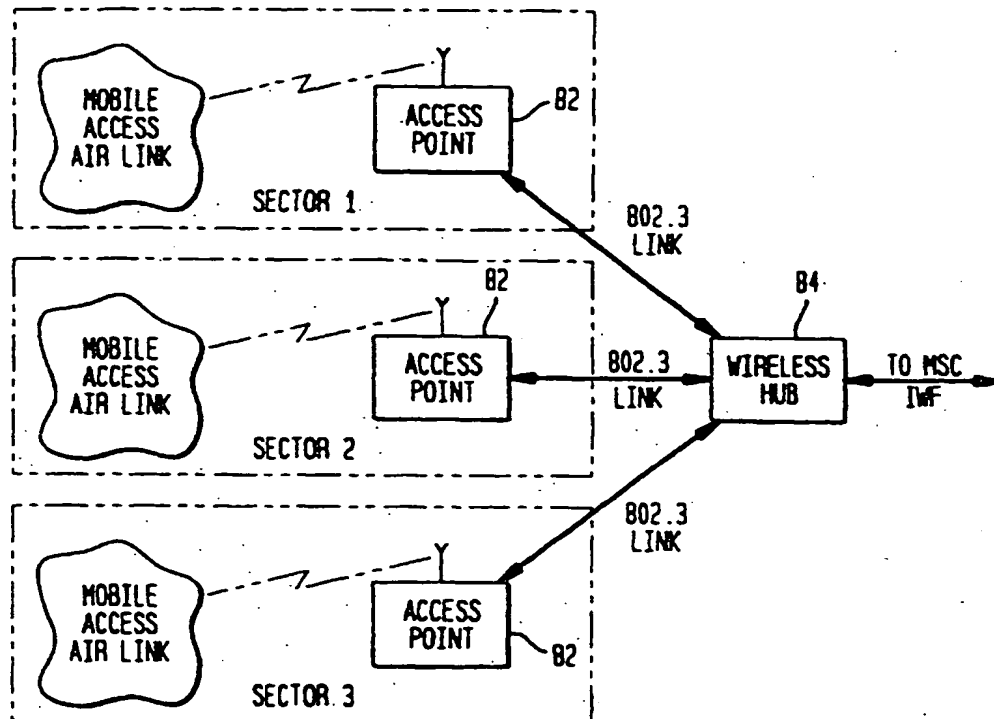 MOBILE
ACCESS
AIR LINK
ACCESS
POINT
82
SECTOR 1
802.3
LINK
MOBILE
ACCESS
AIR LINK
ACCESS
POINT
82
SECTOR 2
802.3
LINK
WIRELESS
HUB
84
TO MSC
IWF
MOBILE
ACCESS
AIR LINK
ACCESS
POINT
82
SECTOR 3
802.3
LINK